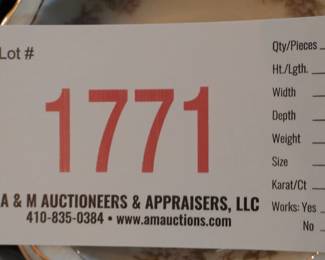 Lot #
1771
A & M AUCTIONEERS & APPRAISERS, LLC
410-835-0384 • www.amauctions.com
Qty/Pieces
Ht./Lgth.
Width
Depth
Weight
Size
Karat/Ct
Works: Yes
No